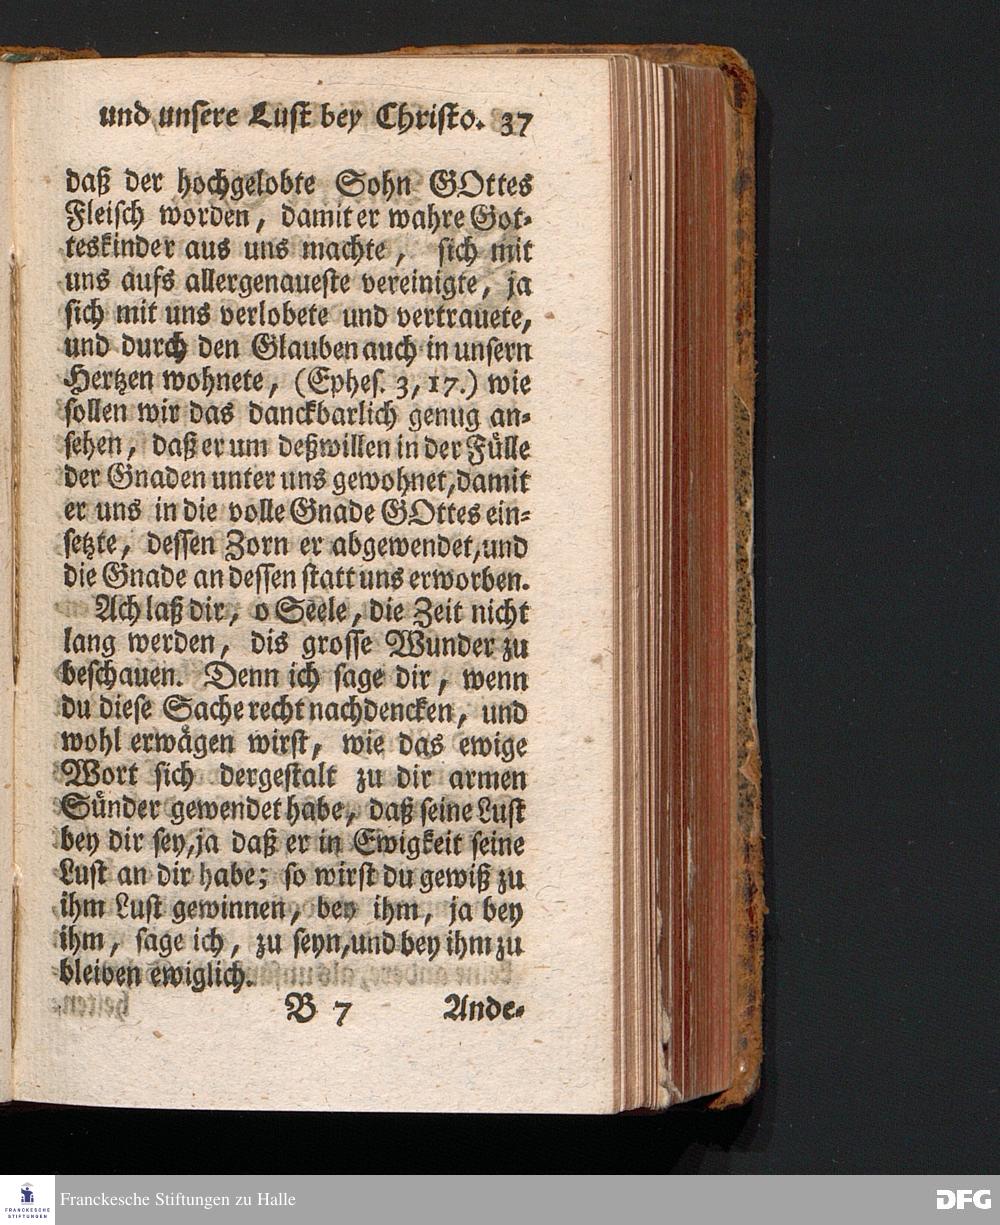 und unsere Lust bey Christo. 37
daß der hochgelobte Sohn GOttes
Fleisch worden, damit er wahre Got-
teskinder aus uns machte, sich mit
uns aufs allergenaueste vereinigte, ja
sich mit uns verlobete und vertrauete,
und durch den Glauben auch in unsern
Hertzen wohnete, (Ephes. 3, 17.) wie
sollen wir das danckbarlich genug an-
sehen, daß er um deßwillen in der Fülle
der Gnaden unter uns gewohnet, damit
er uns in die volle Gnade GOttes ein-
setzte, dessen Zorn er abgewendet, und
die Gnade an dessen statt uns erworben.
Ach laß dir, o Seele, die Zeit nicht
lang werden, dis grosse Wunder zu
beschauen. Denn ich sage dir, wenn
du diese Sache recht nachdencken, und
wohl erwägen wirst, wie das ewige
Wort sich dergestalt zu dir armen
Sünder gewendet habe, daß seine Lust
bey dir sey, ja daß er in Ewigkeit seine
Lust an dir habe; so wirst du gewiß zu
ihm Lust gewinnen, bey ihm, ja bey
ihm, sage ich, zu seyn, und bey ihm zu
bleiben ewiglich.
B 7 Ande-
FRANCKESCHE
STIFTUNGEN
Franckesche Stiftungen zu Halle
DFG